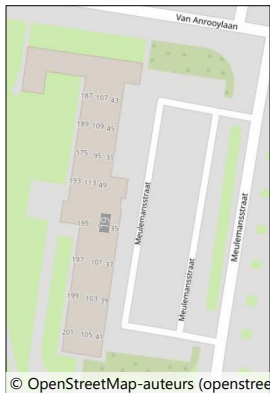 Van Anrooylaan
187 107 43
189 109 45
175 95 31
193 113 49
Meulemansstraat
Meulemansstraat
195 19 35
197 101 37
Meulemansstraat
199 103 39
201 105 41
© OpenStreetMap-auteurs (openstree